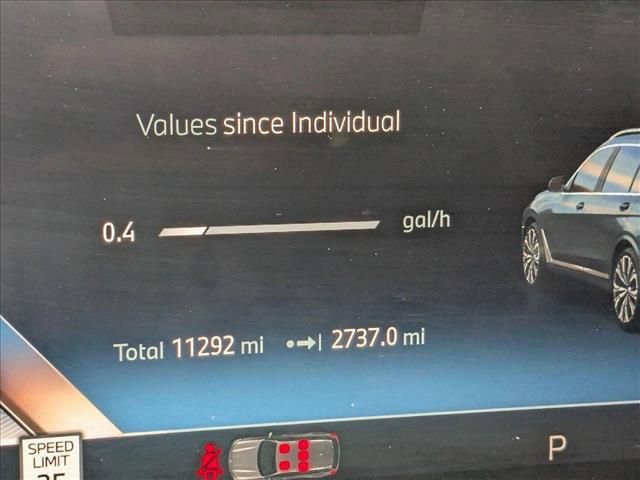 Values since Individual
0.4 gal/h
Total 11292 mi 2737.0 mi
SPEED
LIMIT
P